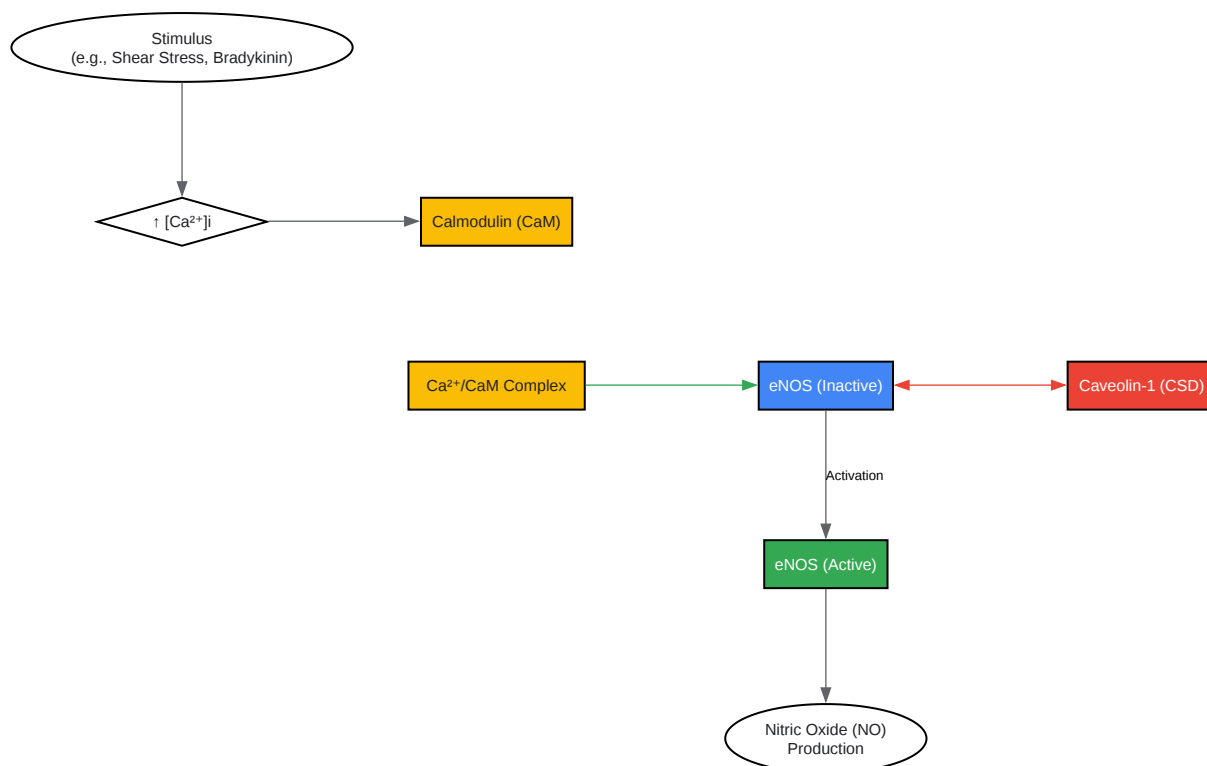 Stimulus
(e.g., Shear Stress, Bradykinin)
↑ [Ca²⁺]i
Calmodulin (CaM)
Ca²⁺/CaM Complex
eNOS (Inactive)
Caveolin-1 (CSD)
Activation
eNOS (Active)
Nitric Oxide (NO)
Production